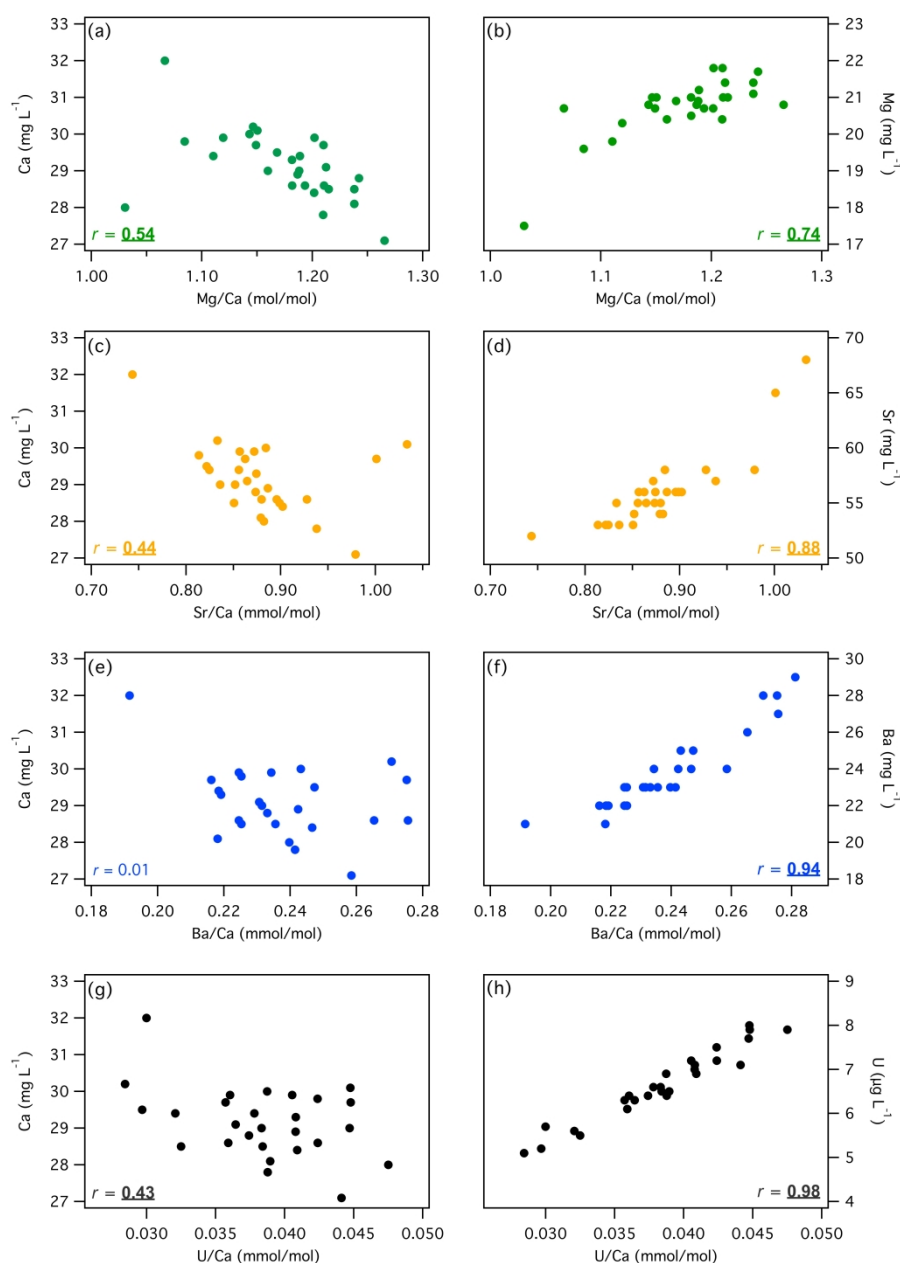 (a)
33
32
31
30
29
28
27
Ca (mg L⁻¹)
r = 0.54
1.00 1.10 1.20 1.30
Mg/Ca (mol/mol)
(b)
23
22
21
20
19
18
17
Mg (mg L⁻¹)
r = 0.74
1.0 1.1 1.2 1.3
Mg/Ca (mol/mol)
(c)
33
32
31
30
29
28
27
Ca (mg L⁻¹)
r = 0.44
0.70 0.80 0.90 1.00
Sr/Ca (mmol/mol)
(d)
70
65
60
55
50
Sr (mg L⁻¹)
r = 0.88
0.70 0.80 0.90 1.00
Sr/Ca (mmol/mol)
(e)
33
32
31
30
29
28
27
Ca (mg L⁻¹)
r = 0.01
0.18 0.20 0.22 0.24 0.26 0.28
Ba/Ca (mmol/mol)
(f)
30
28
26
24
22
20
18
Ba (mg L⁻¹)
r = 0.94
0.18 0.20 0.22 0.24 0.26 0.28
Ba/Ca (mmol/mol)
(g)
33
32
31
30
29
28
27
Ca (mg L⁻¹)
r = 0.43
0.030 0.035 0.040 0.045 0.050
U/Ca (mmol/mol)
(h)
9
8
7
6
5
4
U (µg L⁻¹)
r = 0.98
0.030 0.035 0.040 0.045 0.050
U/Ca (mmol/mol)